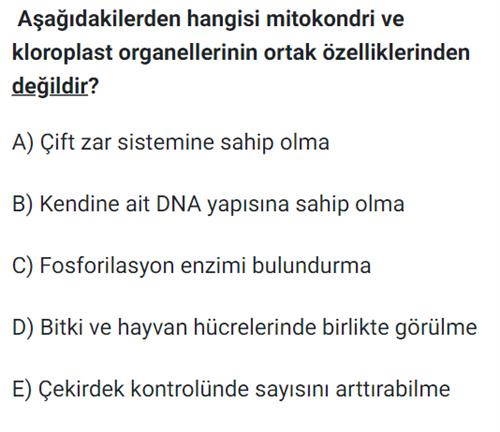 Aşağıdakilerden hangisi mitokondri ve
kloroplast organellerinin ortak özelliklerinden
değildir?
A) Çift zar sistemine sahip olma
B) Kendine ait DNA yapısına sahip olma
C) Fosforilasyon enzimi bulundurma
D) Bitki ve hayvan hücrelerinde birlikte görülme
E) Çekirdek kontrolünde sayısını arttırabilme